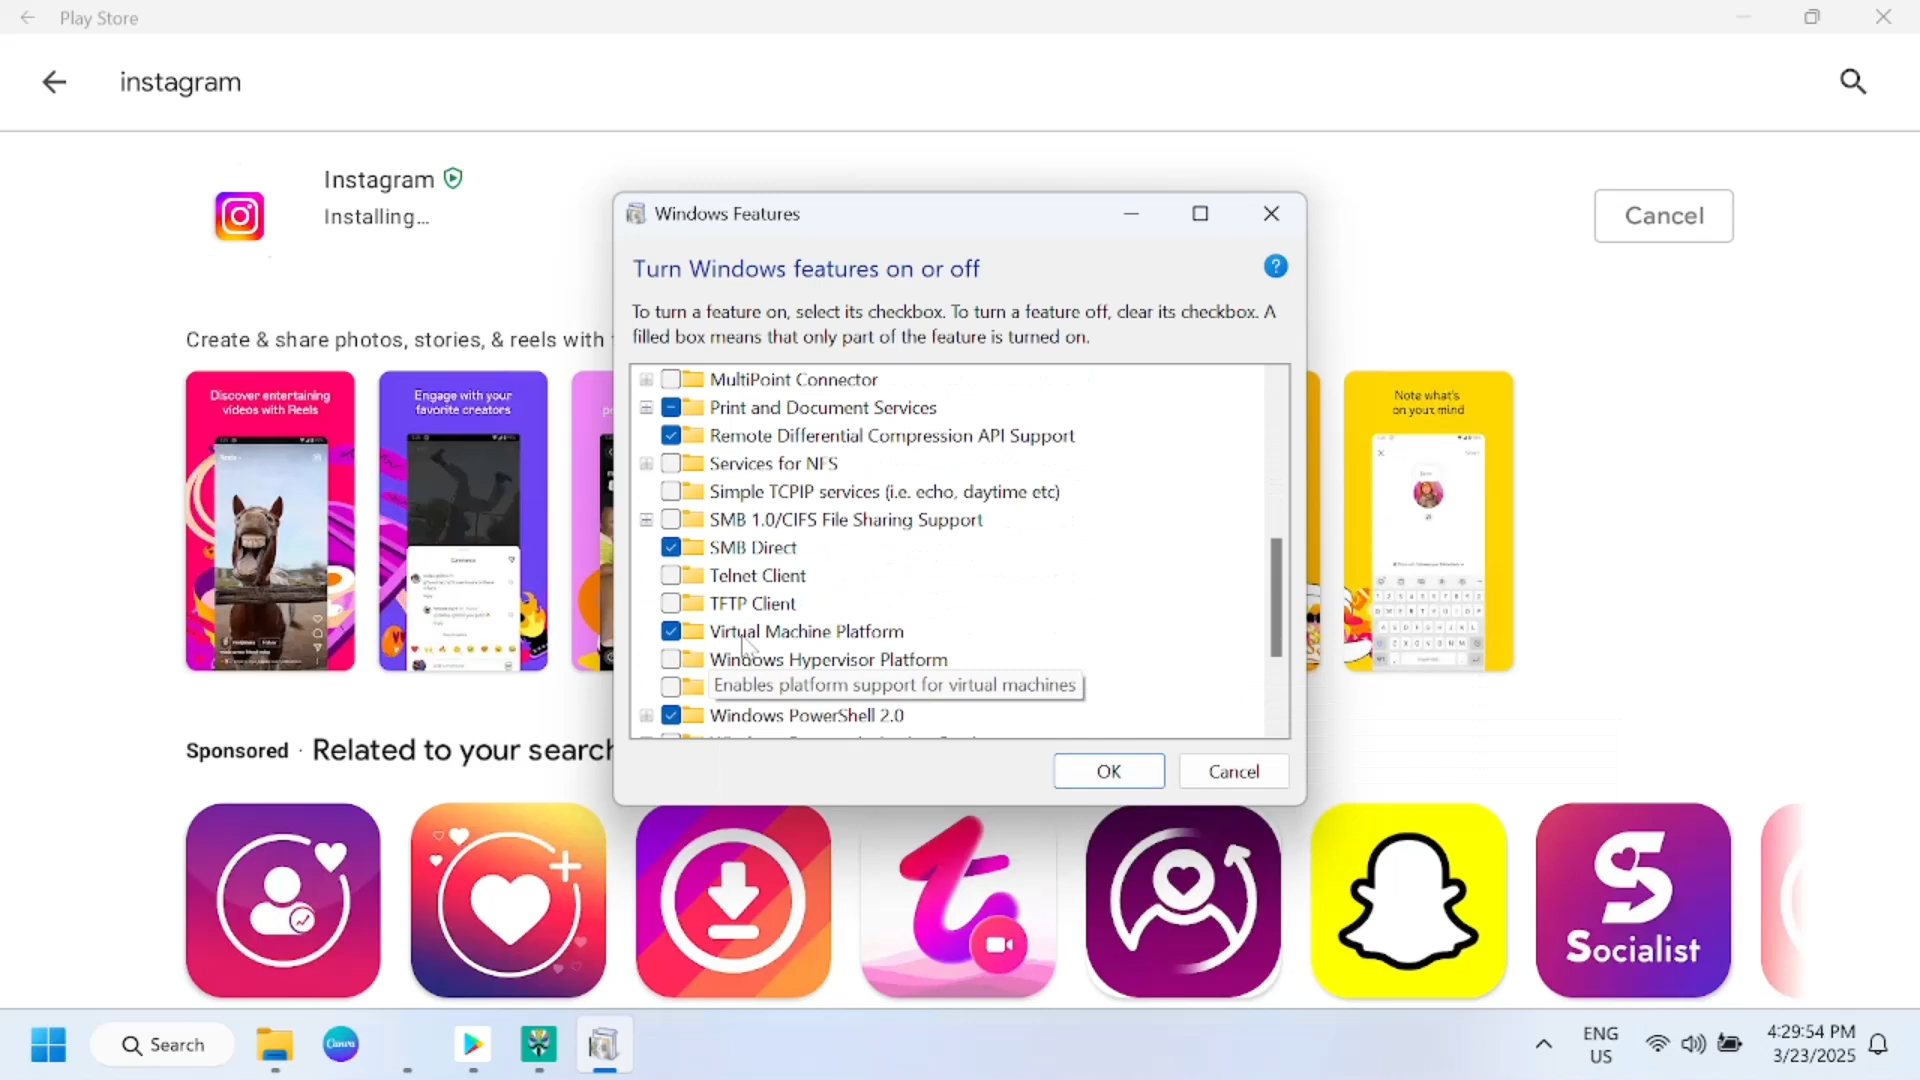 Play Store
instagram
Instagram
Installing...
Cancel
Create & share photos, stories, & reels with
Discover entertaining
videos with Reels
Engage with your
favorite creators
Note what's
on your mind
Windows Features
Turn Windows features on or off
To turn a feature on, select its checkbox. To turn a feature off, clear its checkbox. A
filled box means that only part of the feature is turned on.
MultiPoint Connector
Print and Document Services
Remote Differential Compression API Support
Services for NFS
Simple TCPIP services (i.e. echo, daytime etc)
SMB 1.0/CIFS File Sharing Support
SMB Direct
Telnet Client
TFTP Client
Virtual Machine Platform
Windows Hypervisor Platform
Enables platform support for virtual machines
Windows PowerShell 2.0
OK
Cancel
Sponsored · Related to your search
Socialist
Search
Canva
ENG
US
4:29:54 PM
3/23/2025